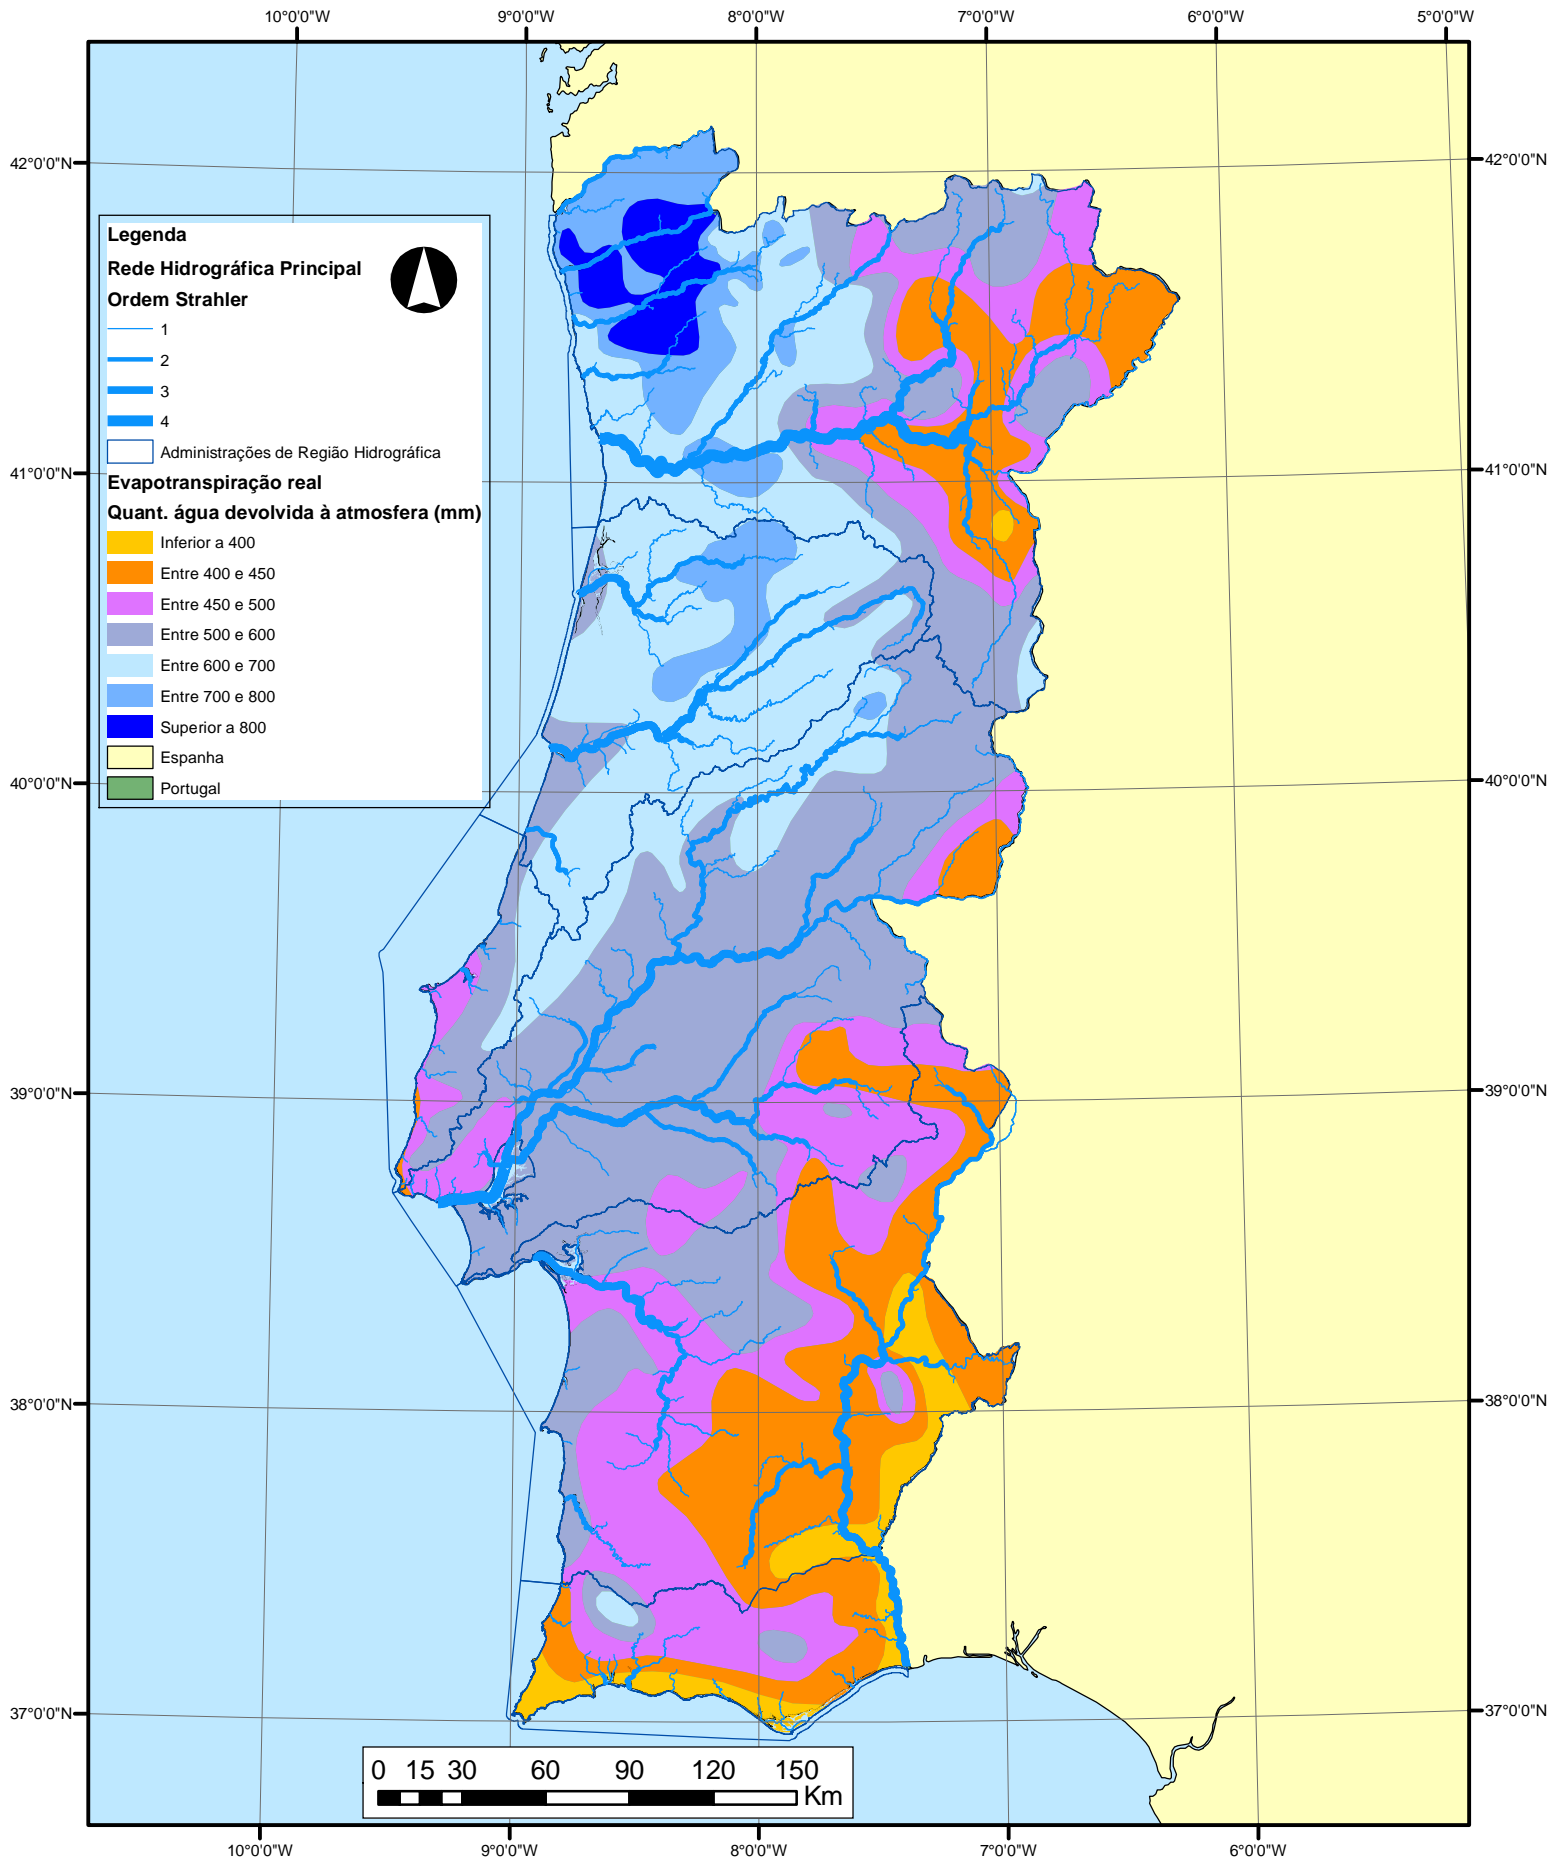 10°0'0"W 9°0'0"W 8°0'0"W 7°0'0"W 6°0'0"W 5°0'0"W
42°0'0"N 42°0'0"N
Legenda
Rede Hidrográfica Principal
Ordem Strahler
1
2
3
4
Administrações de Região Hidrográfica
Evapotranspiração real
Quant. água devolvida à atmosfera (mm)
Inferior a 400
Entre 400 e 450
Entre 450 e 500
Entre 500 e 600
Entre 600 e 700
Entre 700 e 800
Superior a 800
Espanha
Portugal
41°0'0"N 41°0'0"N
40°0'0"N 40°0'0"N
39°0'0"N 39°0'0"N
38°0'0"N 38°0'0"N
37°0'0"N 37°0'0"N
0 15 30 60 90 120 150
Km
10°0'0"W 9°0'0"W 8°0'0"W 7°0'0"W 6°0'0"W